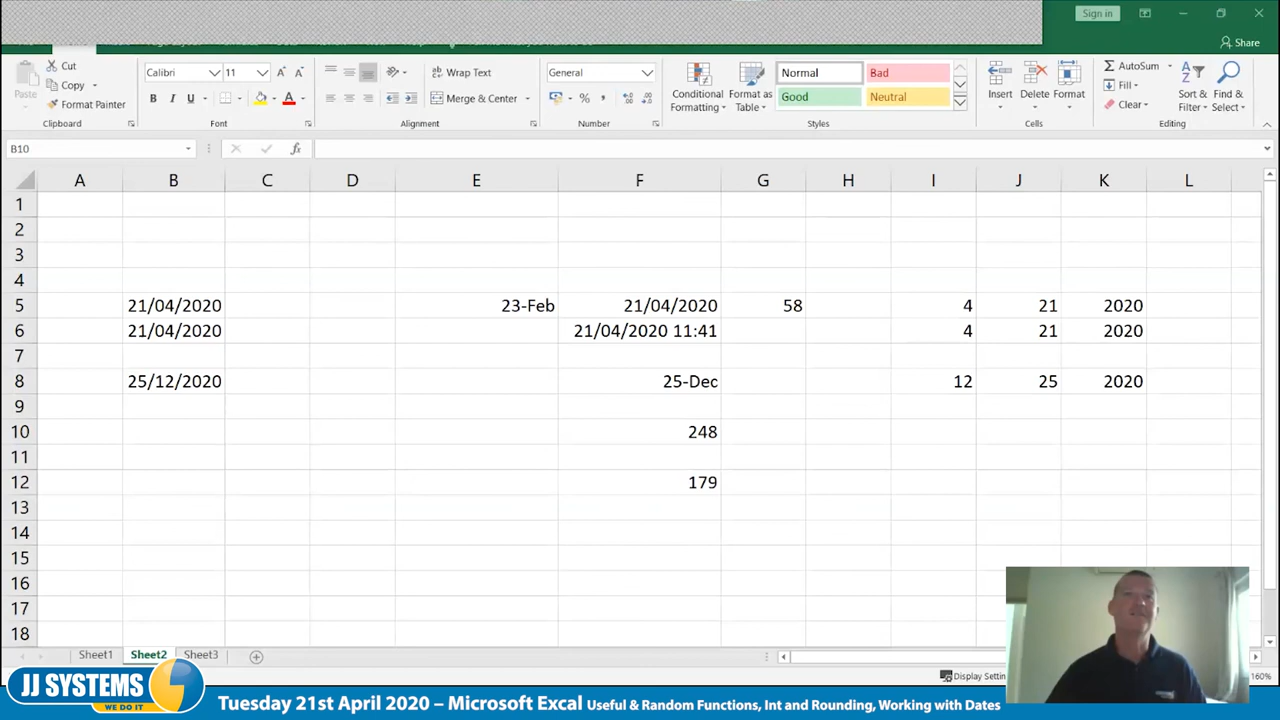 Sign in
Share
Cut
Copy
Paste
Format Painter
Clipboard
Calibri 11
B I U
Font
Wrap Text
Merge & Center
Alignment
General
% ,
Number
Conditional Formatting
Format as Table
Normal
Bad
Good
Neutral
Styles
Insert
Delete
Format
Cells
AutoSum
Fill
Clear
Sort & Filter
Find & Select
Editing
B10
fx
A B C D E F G H I J K L
1
2
3
4
5 21/04/2020 23-Feb 21/04/2020 58 4 21 2020
6 21/04/2020 21/04/2020 11:41 4 21 2020
7
8 25/12/2020 25-Dec 12 25 2020
9
10 248
11
12 179
13
14
15
16
17
18
Sheet1 Sheet2 Sheet3
Display Settin
160%
JJ SYSTEMS
WE DO IT
Tuesday 21st April 2020 – Microsoft Excal Useful & Random Functions, Int and Rounding, Working with Dates